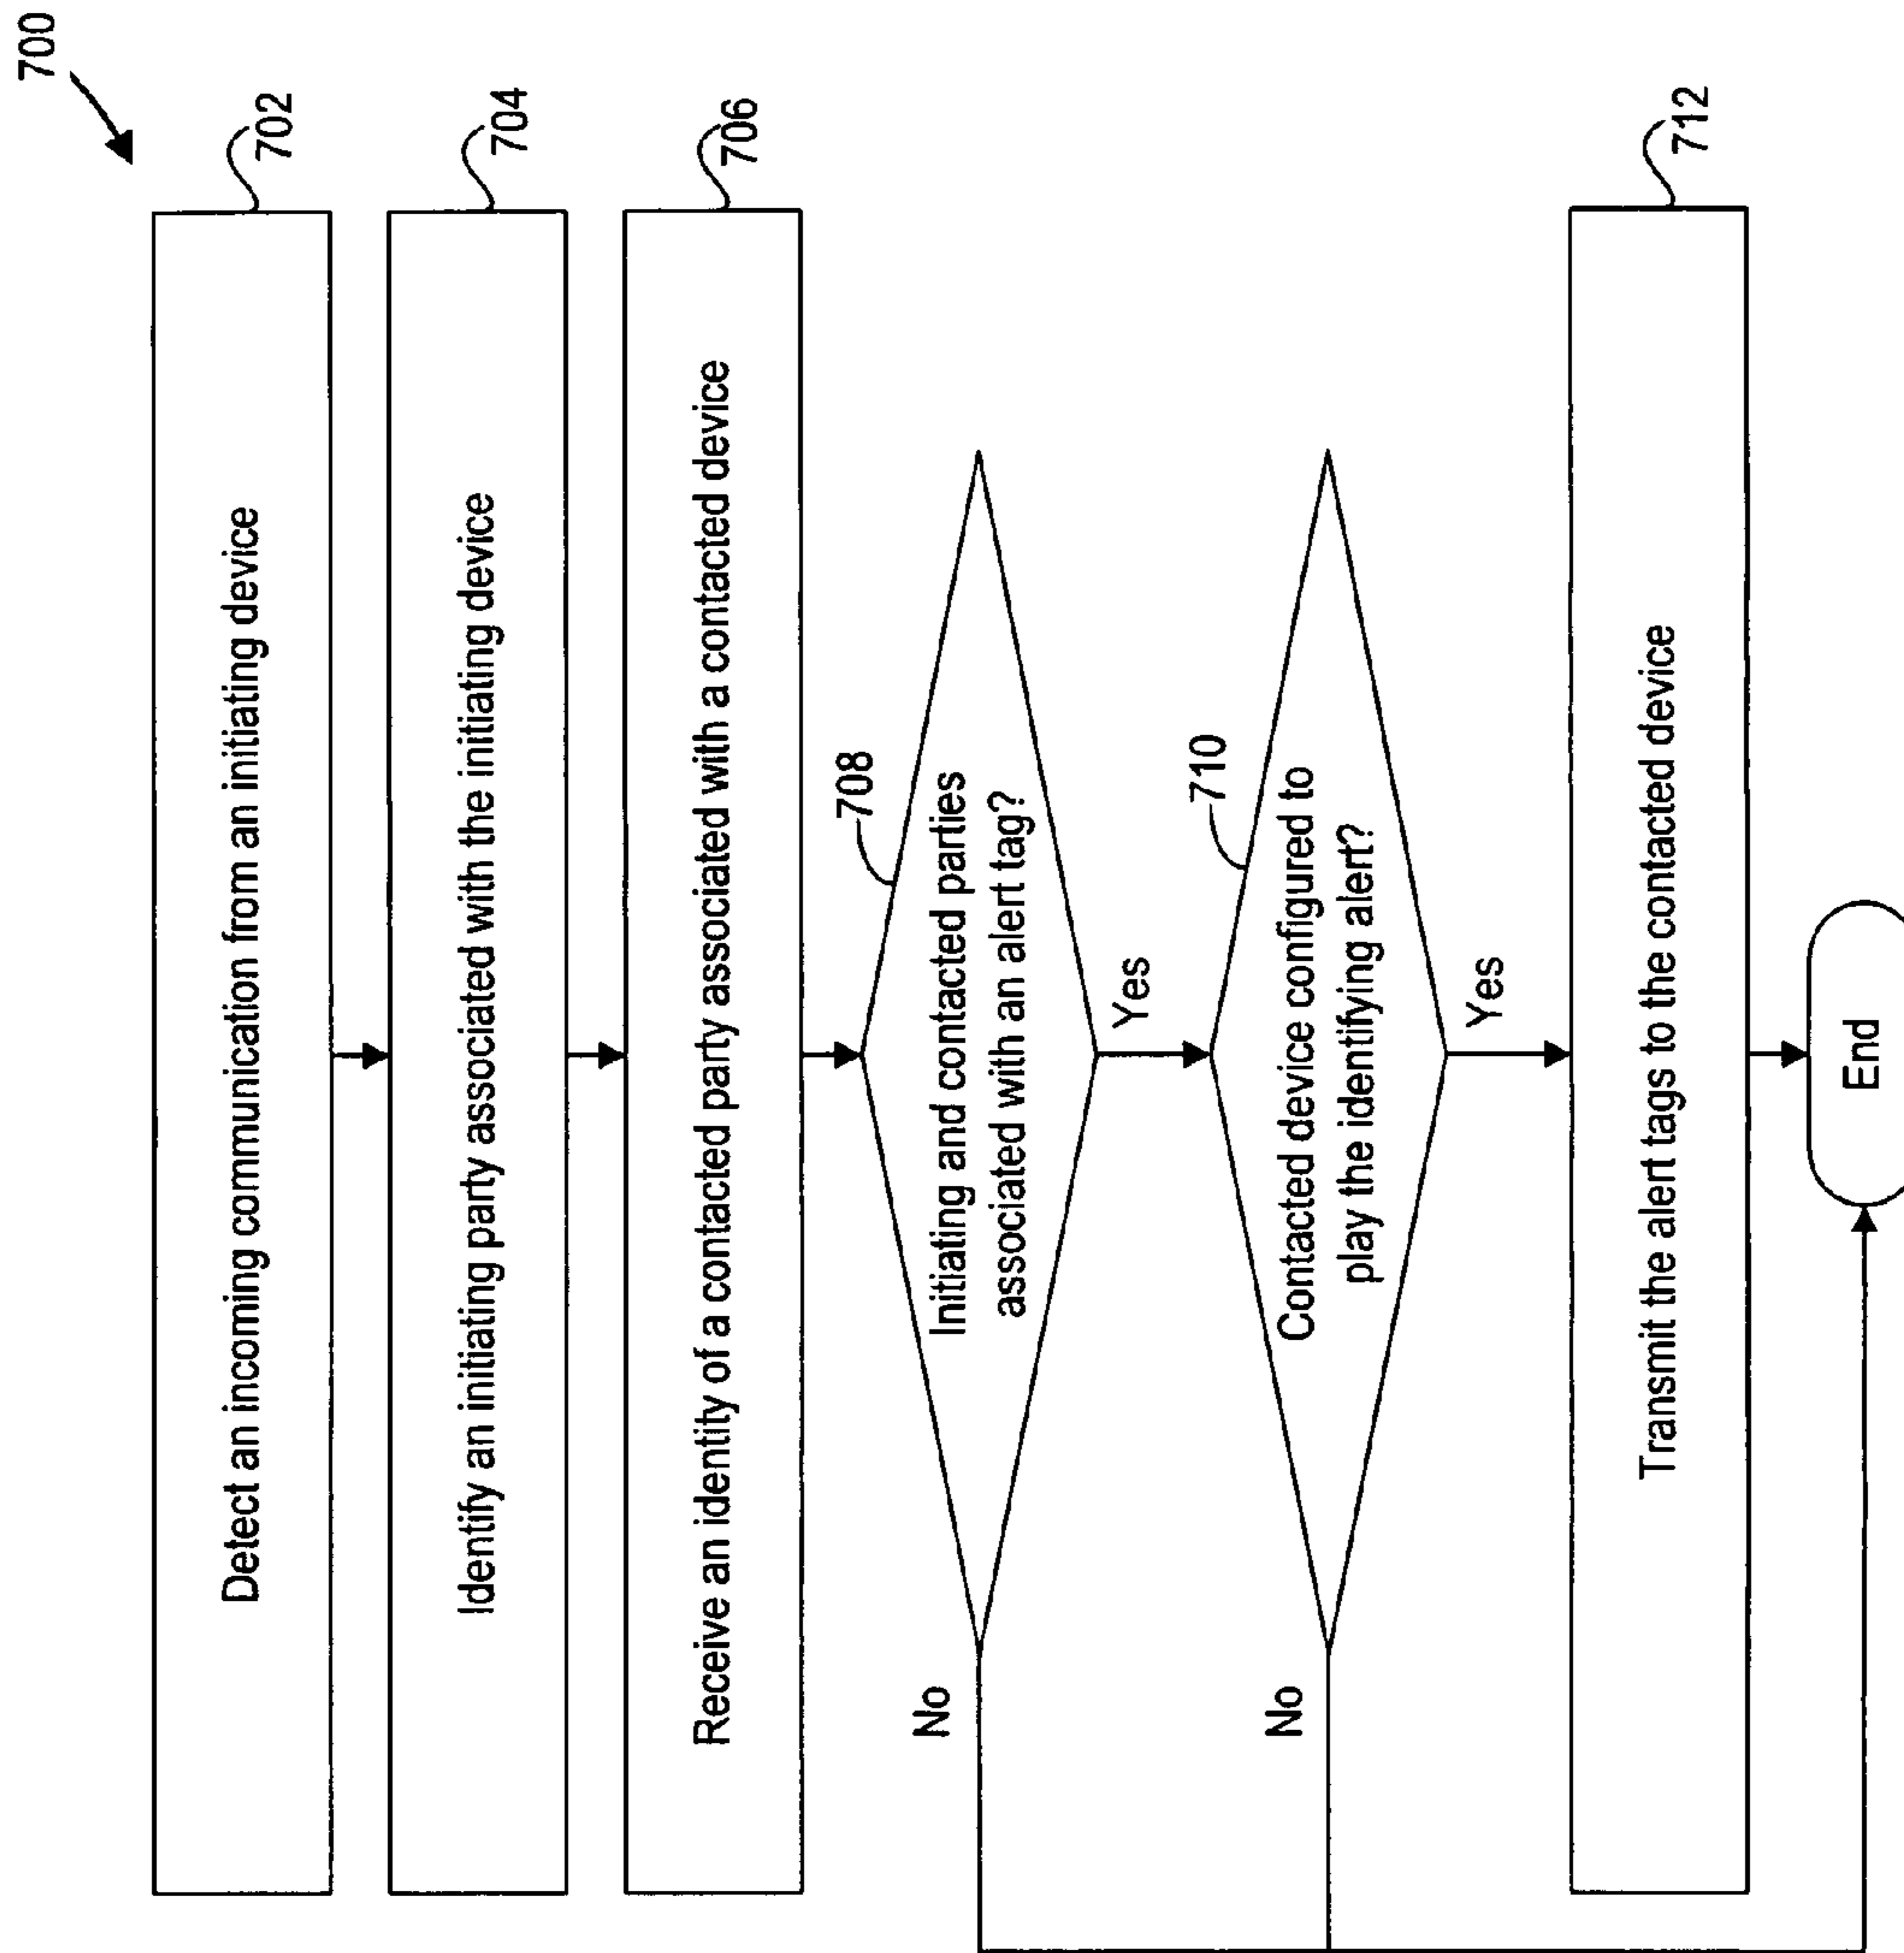 700
Detect an incoming communication from an initiating device
702
Identify an initiating party associated with the initiating device
704
Receive an identity of a contacted party associated with a contacted device
706
708
Initiating and contacted parties
associated with an alert tag?
No
Yes
710
Contacted device configured to
play the identifying alert?
No
Yes
Transmit the alert tags to the contacted device
712
End